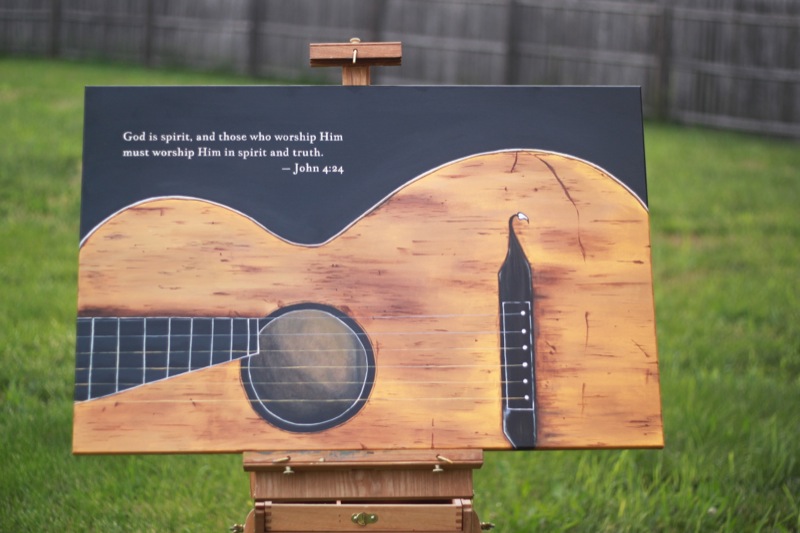 God is spirit, and those who worship Him
must worship Him in spirit and truth.
— John 4:24